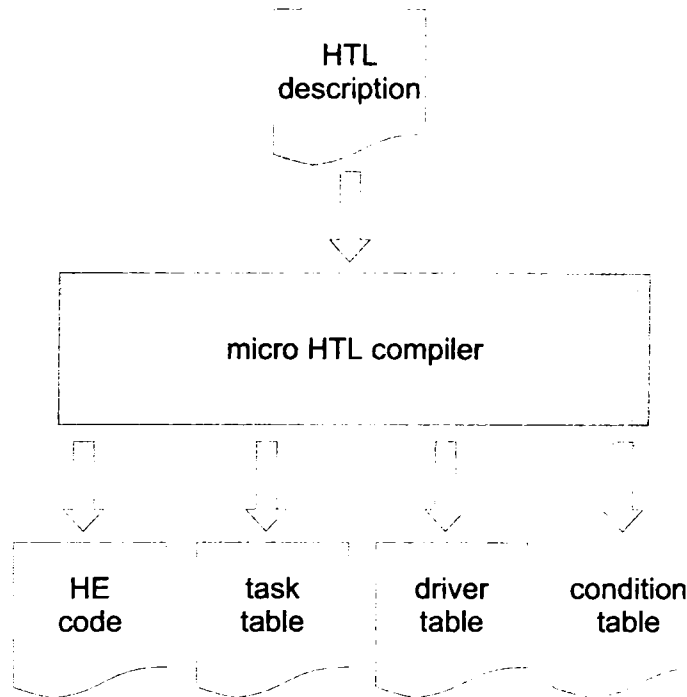 HTL
description
micro HTL compiler
HE
code
task
table
driver
table
condition
table